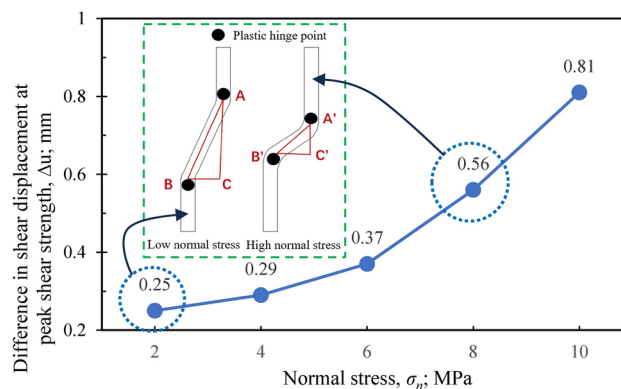 Difference in shear displacement at
peak shear strength, Δu; mm
1
0.8
0.6
0.4
0.2
Plastic hinge point
A
B
C
A'
B'
C'
Low normal stress
High normal stress
0.25
0.29
0.37
0.56
0.81
2
4
6
8
10
Normal stress, σn; MPa